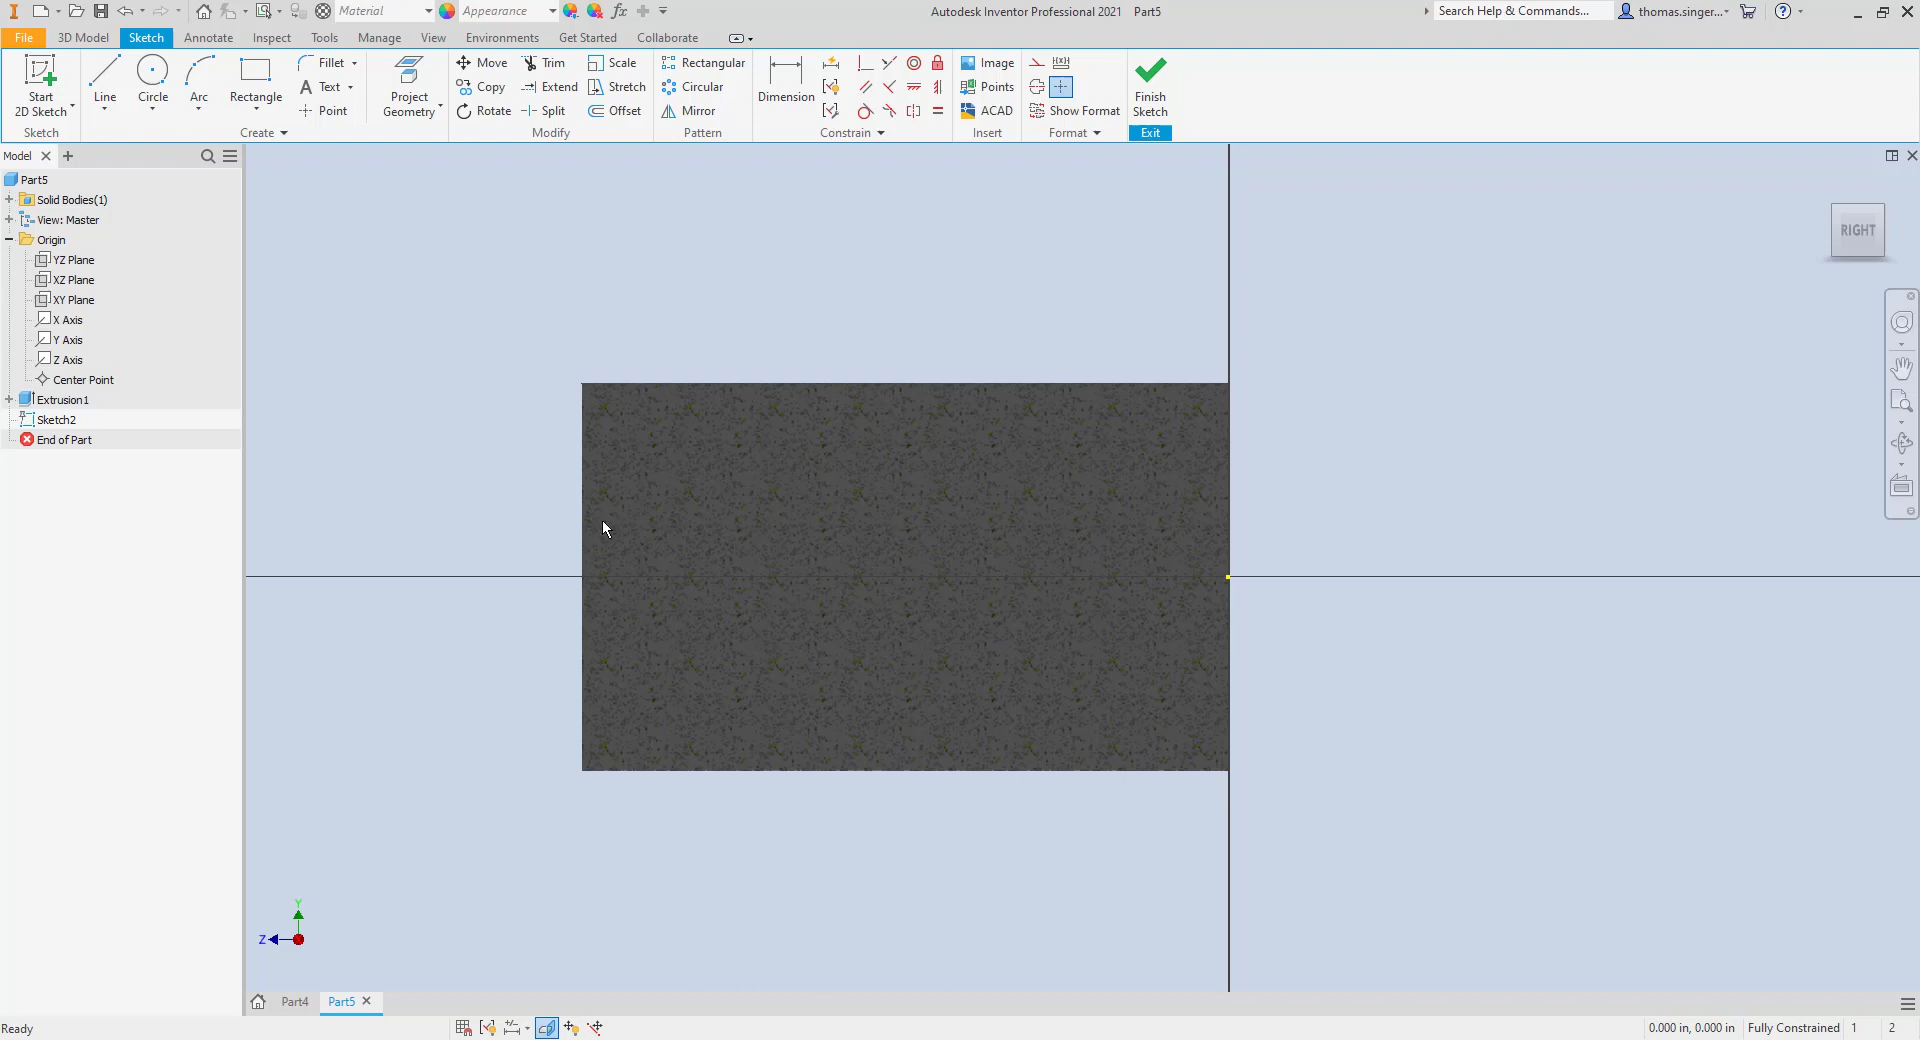 Material Appearance fx Autodesk Inventor Professional 2021 Part5 Search Help & Commands... thomas.singer...
File 3D Model Sketch Annotate Inspect Tools Manage View Environments Get Started Collaborate
Start 2D Sketch
Line
Circle
Arc
Rectangle
Fillet
Text
Point
Project Geometry
Move Trim Scale
Copy Extend Stretch
Rotate Split Offset
Rectangular
Circular
Mirror
Dimension
Image
Points
ACAD
Show Format
Finish Sketch
Sketch Create Modify Pattern Constrain Insert Format Exit
Model
Part5
Solid Bodies(1)
View: Master
Origin
YZ Plane
XZ Plane
XY Plane
X Axis
Y Axis
Z Axis
Center Point
Extrusion1
Sketch2
End of Part
RIGHT
Y
Z
Part4 Part5
Ready 0.000 in, 0.000 in Fully Constrained 1 2